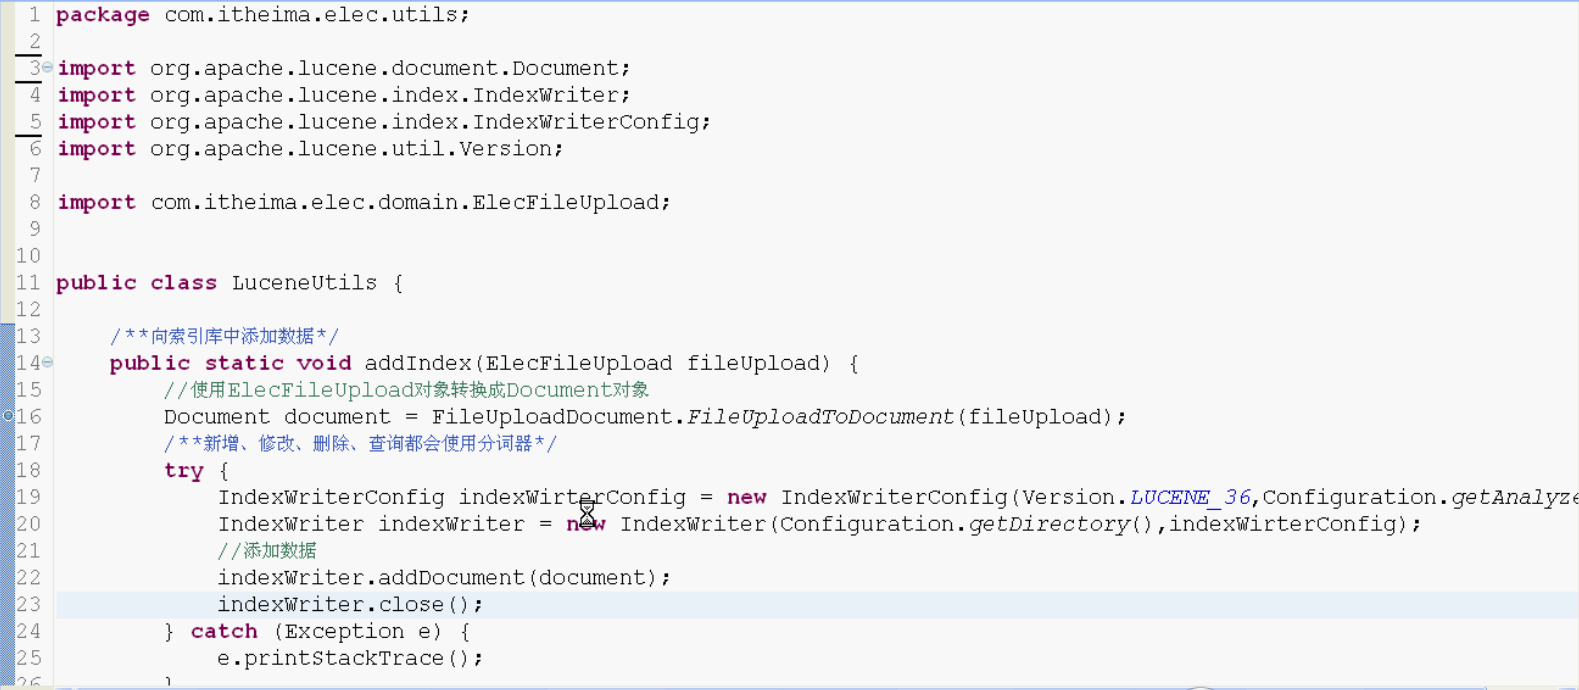 1 package com.itheima.elec.utils;
2
3 import org.apache.lucene.document.Document;
4 import org.apache.lucene.index.IndexWriter;
5 import org.apache.lucene.index.IndexWriterConfig;
6 import org.apache.lucene.util.Version;
7
8 import com.itheima.elec.domain.ElecFileUpload;
9
10
11 public class LuceneUtils {
12
13 /**向索引库中添加数据*/
14 public static void addIndex(ElecFileUpload fileUpload) {
15 //使用ElecFileUpload对象转换成Document对象
16 Document document = FileUploadDocument.FileUploadToDocument(fileUpload);
17 /**新增、修改、删除、查询都会使用分词器*/
18 try {
19 IndexWriterConfig indexWirterConfig = new IndexWriterConfig(Version.LUCENE_36,Configuration.getAnalyze
20 IndexWriter indexWriter = new IndexWriter(Configuration.getDirectory(),indexWirterConfig);
21 //添加数据
22 indexWriter.addDocument(document);
23 indexWriter.close();
24 } catch (Exception e) {
25 e.printStackTrace();
26 }